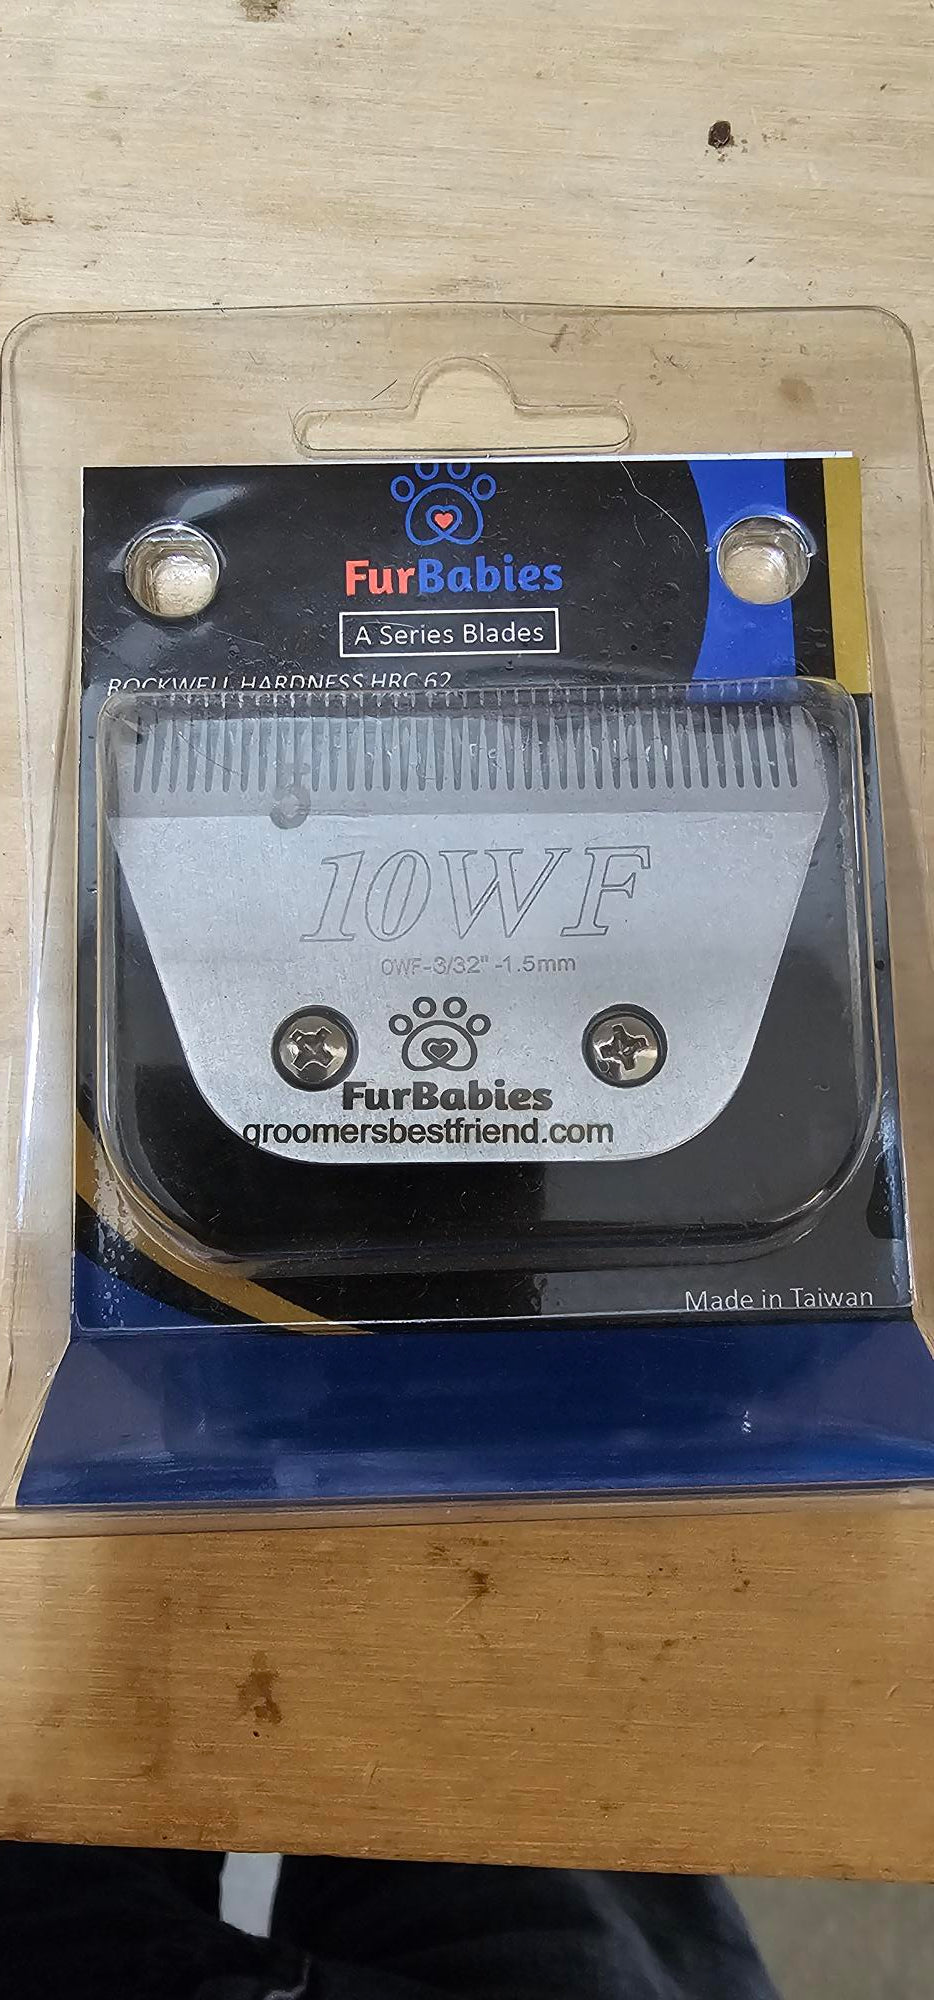 FurBabies
A Series Blades
ROCKWELL HARDNESS HRC 62
10WF
0WF-3/32" -1.5mm
FurBabies
groomersbestfriend.com
Made in Taiwan